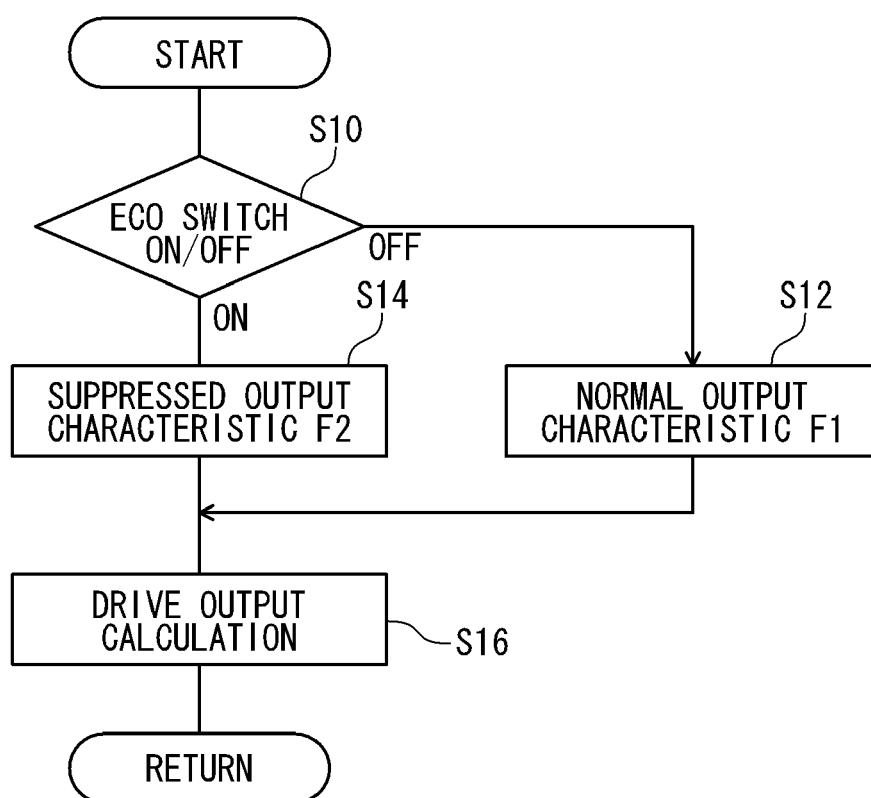 START
S10
ECO SWITCH
ON/OFF
OFF
ON
S14
S12
SUPPRESSED OUTPUT
CHARACTERISTIC F2
NORMAL OUTPUT
CHARACTERISTIC F1
DRIVE OUTPUT
CALCULATION
S16
RETURN